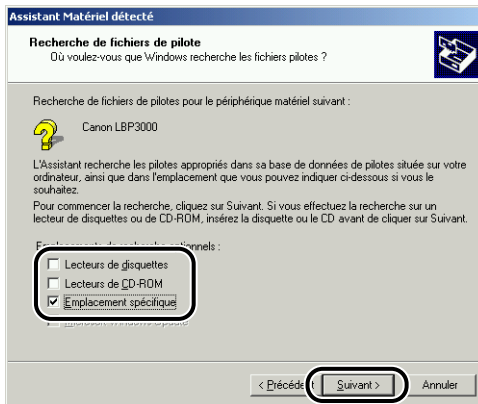 Assistant Matériel détecté
Recherche de fichiers de pilote
Où voulez-vous que Windows recherche les fichiers pilotes ?
Recherche de fichiers de pilotes pour le périphérique matériel suivant :
Canon LBP3000
L'Assistant recherche les pilotes appropriés dans sa base de données de pilotes située sur votre
ordinateur, ainsi que dans l'emplacement que vous pouvez indiquer ci-dessous si vous le
souhaitez.
Pour commencer la recherche, cliquez sur Suivant. Si vous effectuez la recherche sur un
lecteur de disquettes ou de CD-ROM, insérez la disquette ou le CD avant de cliquer sur Suivant.
Emplacements de recherche optionnels :
Lecteurs de disquettes
Lecteurs de CD-ROM
Emplacement spécifique
Microsoft Windows Update
< Précédent Suivant > Annuler